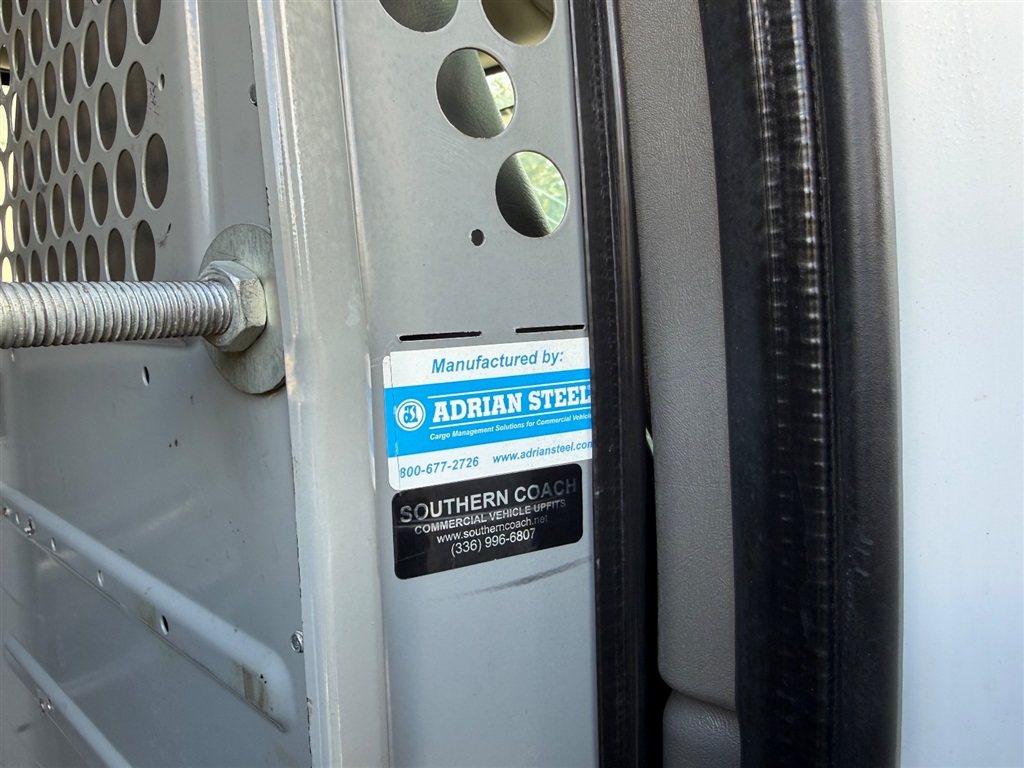 Manufactured by:
ADRIAN STEEL
Cargo Management Solutions for Commercial Vehicle
800-677-2726 www.adriansteel.com
SOUTHERN COACH
COMMERCIAL VEHICLE UPFITS
www.southerncoach.net
(336) 996-6807